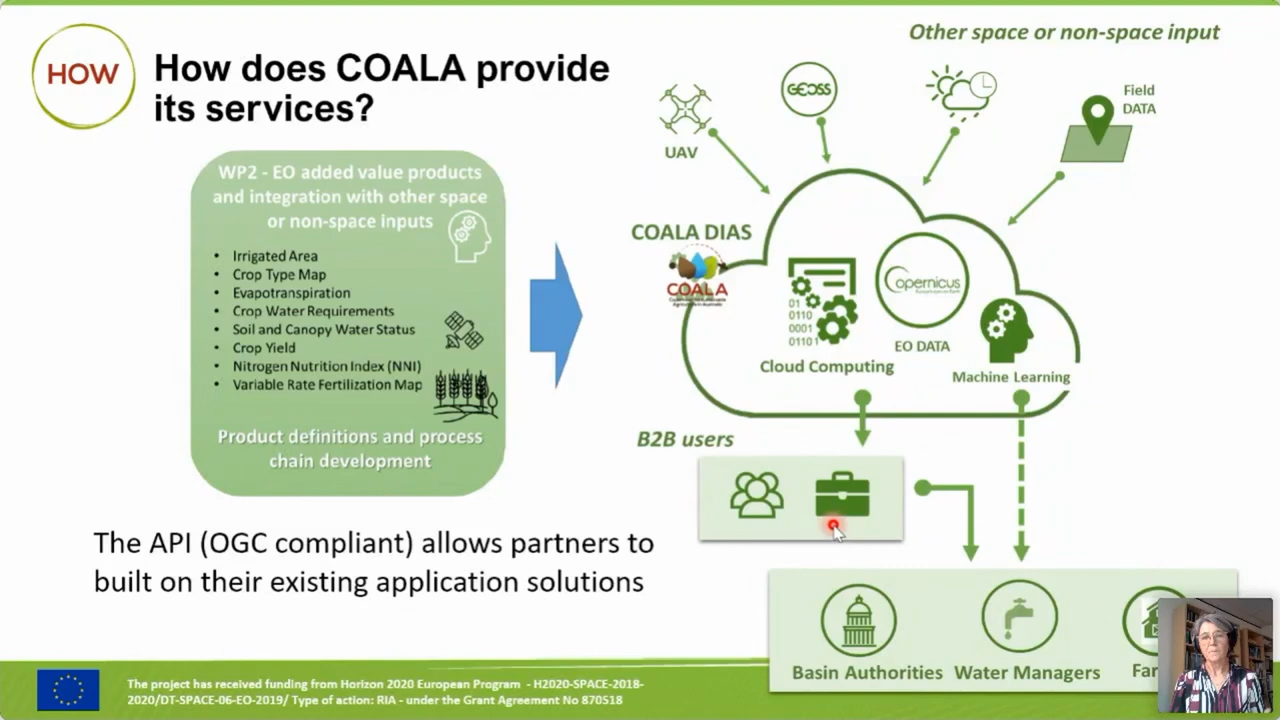 HOW
How does COALA provide
its services?
WP2 - EO added value products
and integration with other space
or non-space inputs
• Irrigated Area
• Crop Type Map
• Evapotranspiration
• Crop Water Requirements
• Soil and Canopy Water Status
• Crop Yield
• Nitrogen Nutrition Index (NNI)
• Variable Rate Fertilization Map
Product definitions and process
chain development
The API (OGC compliant) allows partners to
built on their existing application solutions
Other space or non-space input
UAV
GEOSS
Field
DATA
COALA DIAS
COALA
01
0110
0001
01101
Cloud Computing
opernicus
EO DATA
Machine Learning
B2B users
Basin Authorities
Water Managers
Far
The project has received funding from Horizon 2020 European Program - H2020-SPACE-2018-
2020/DT-SPACE-06-EO-2019/ Type of action: RIA - under the Grant Agreement No 870518